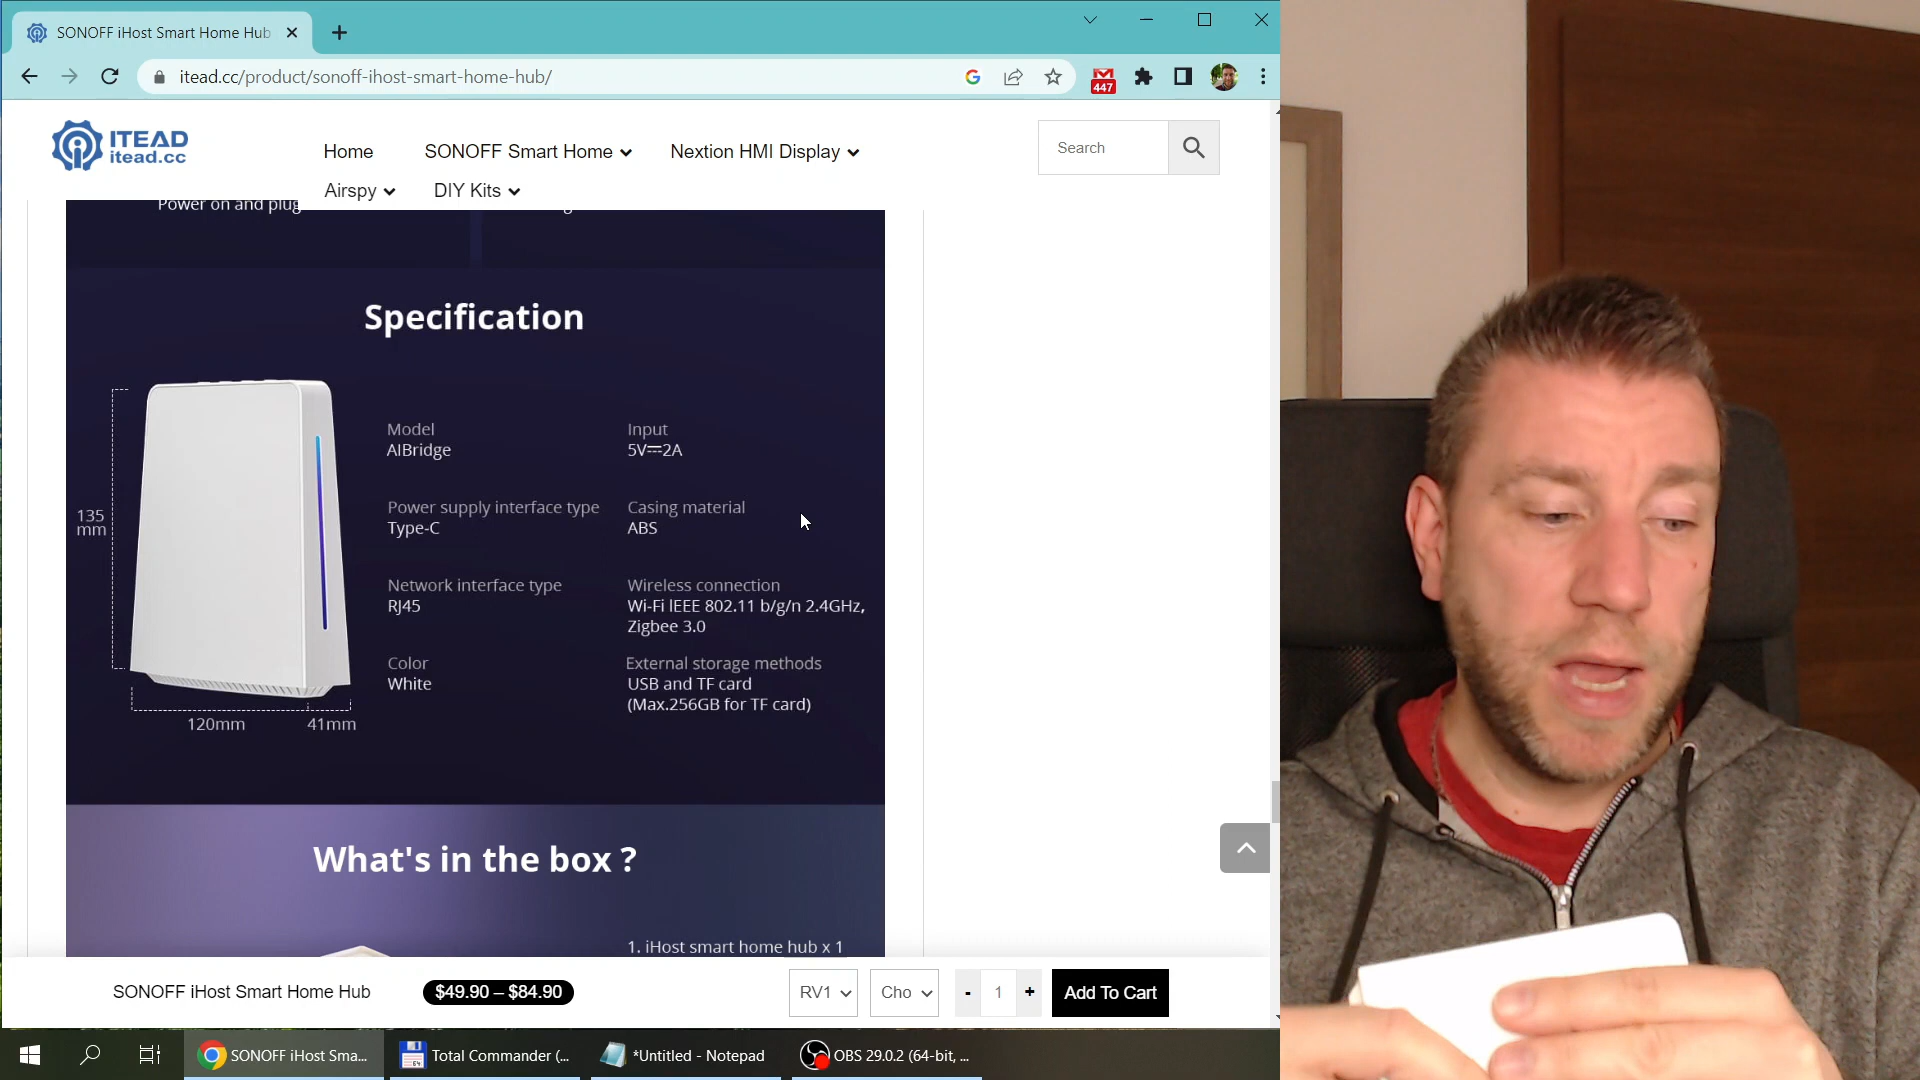 SONOFF iHost Smart Home Hub
itead.cc/product/sonoff-ihost-smart-home-hub/
447
ITEAD
itead.cc
Home
SONOFF Smart Home
Nextion HMI Display
Search
Airspy
DIY Kits
Power on and plug
Specification
Model
AIBridge
Input
5V⎓2A
Power supply interface type
Type-C
Casing material
ABS
135
mm
Network interface type
RJ45
Wireless connection
Wi-Fi IEEE 802.11 b/g/n 2.4GHz,
Zigbee 3.0
Color
White
External storage methods
USB and TF card
(Max.256GB for TF card)
120mm
41mm
What's in the box ?
1. iHost smart home hub x 1
SONOFF iHost Smart Home Hub
$49.90 – $84.90
RV1
Cho
-
1
+
Add To Cart
SONOFF iHost Sma...
64
Total Commander (...
*Untitled - Notepad
OBS 29.0.2 (64-bit, ...